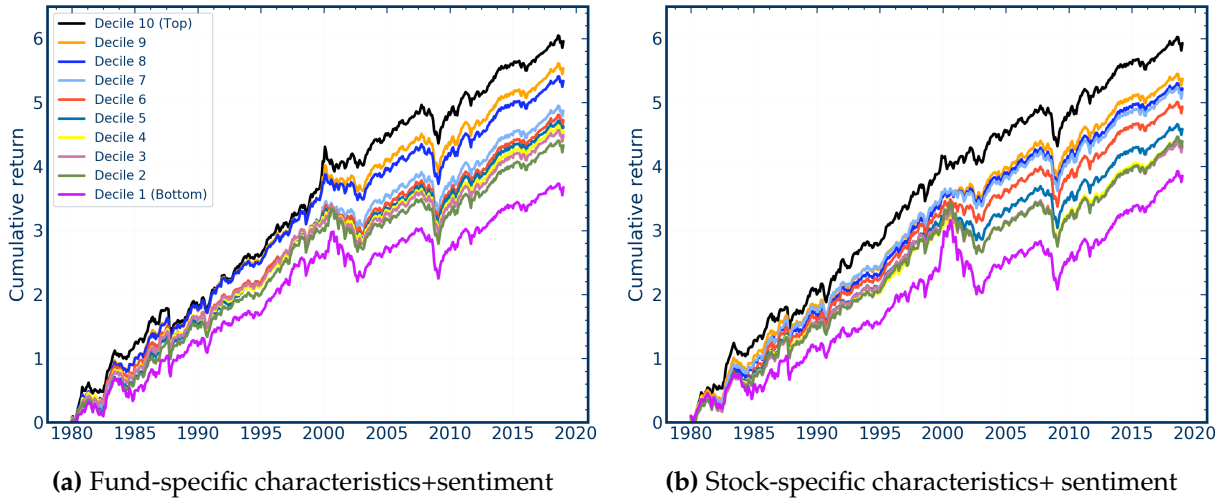 Cumulative return
6
5
4
3
2
1
0
Decile 10 (Top)
Decile 9
Decile 8
Decile 7
Decile 6
Decile 5
Decile 4
Decile 3
Decile 2
Decile 1 (Bottom)
1980 1985 1990 1995 2000 2005 2010 2015 2020
(a) Fund-specific characteristics+sentiment
Cumulative return
6
5
4
3
2
1
0
1980 1985 1990 1995 2000 2005 2010 2015 2020
(b) Stock-specific characteristics+ sentiment